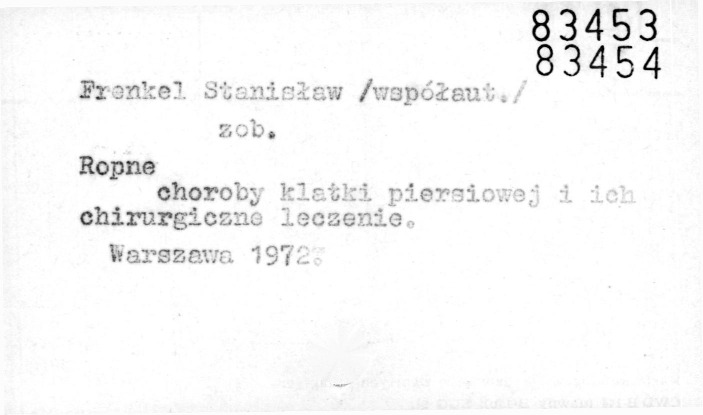 83453
83454
Frenkel Stanisław /współaut./
zob.
Ropne
choroby klatki piersiowej i ich
chirurgiczne leczenie.
Warszawa 1972.